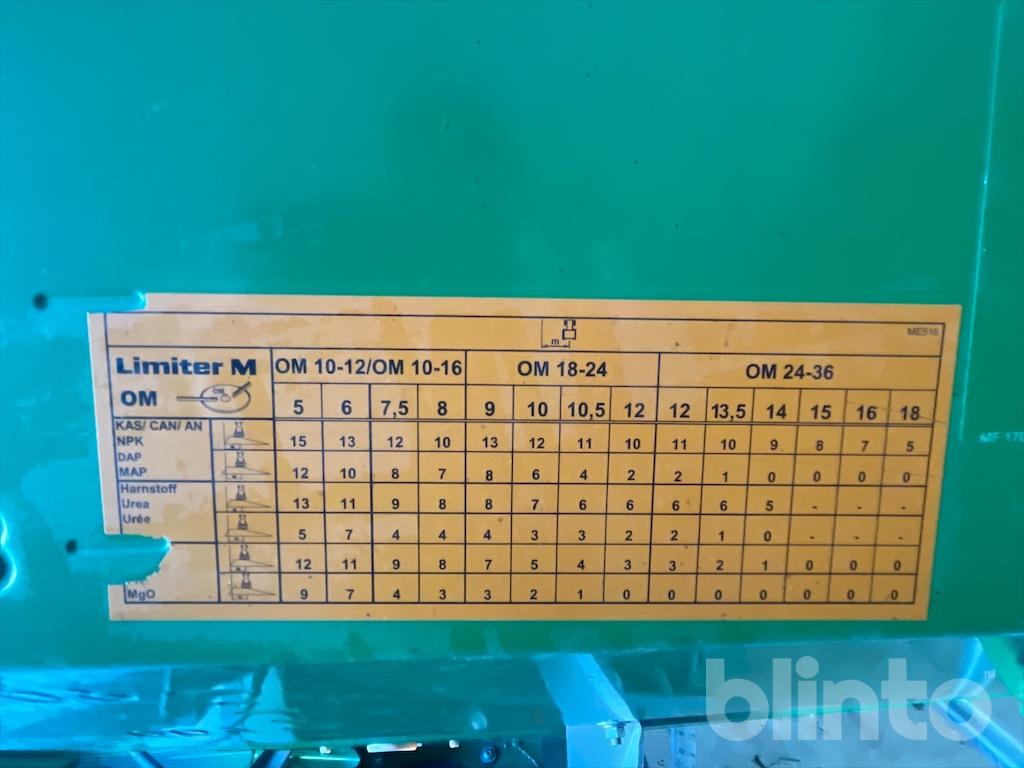 m
ME516
Limiter M
OM 10-12/OM 10-16
OM 18-24
OM 24-36
OM
OM
5 6 7,5 8 9 10 10,5 12 12 13,5 14 15 16 18
KAS/ CAN/ AN
NPK
15 13 12 10 13 12 11 10 11 10 9 8 7 5
DAP
MAP
12 10 8 7 8 6 4 2 2 1 0 0 0 0
Harnstoff
Urea
13 11 9 8 8 7 6 6 6 6 5 - - -
Urée
5 7 4 4 4 3 3 2 2 1 0 - - -
12 11 9 8 7 5 4 3 3 2 1 0 0 0
MgO 9 7 4 3 3 2 1 0 0 0 0 0 0 0
blinto™